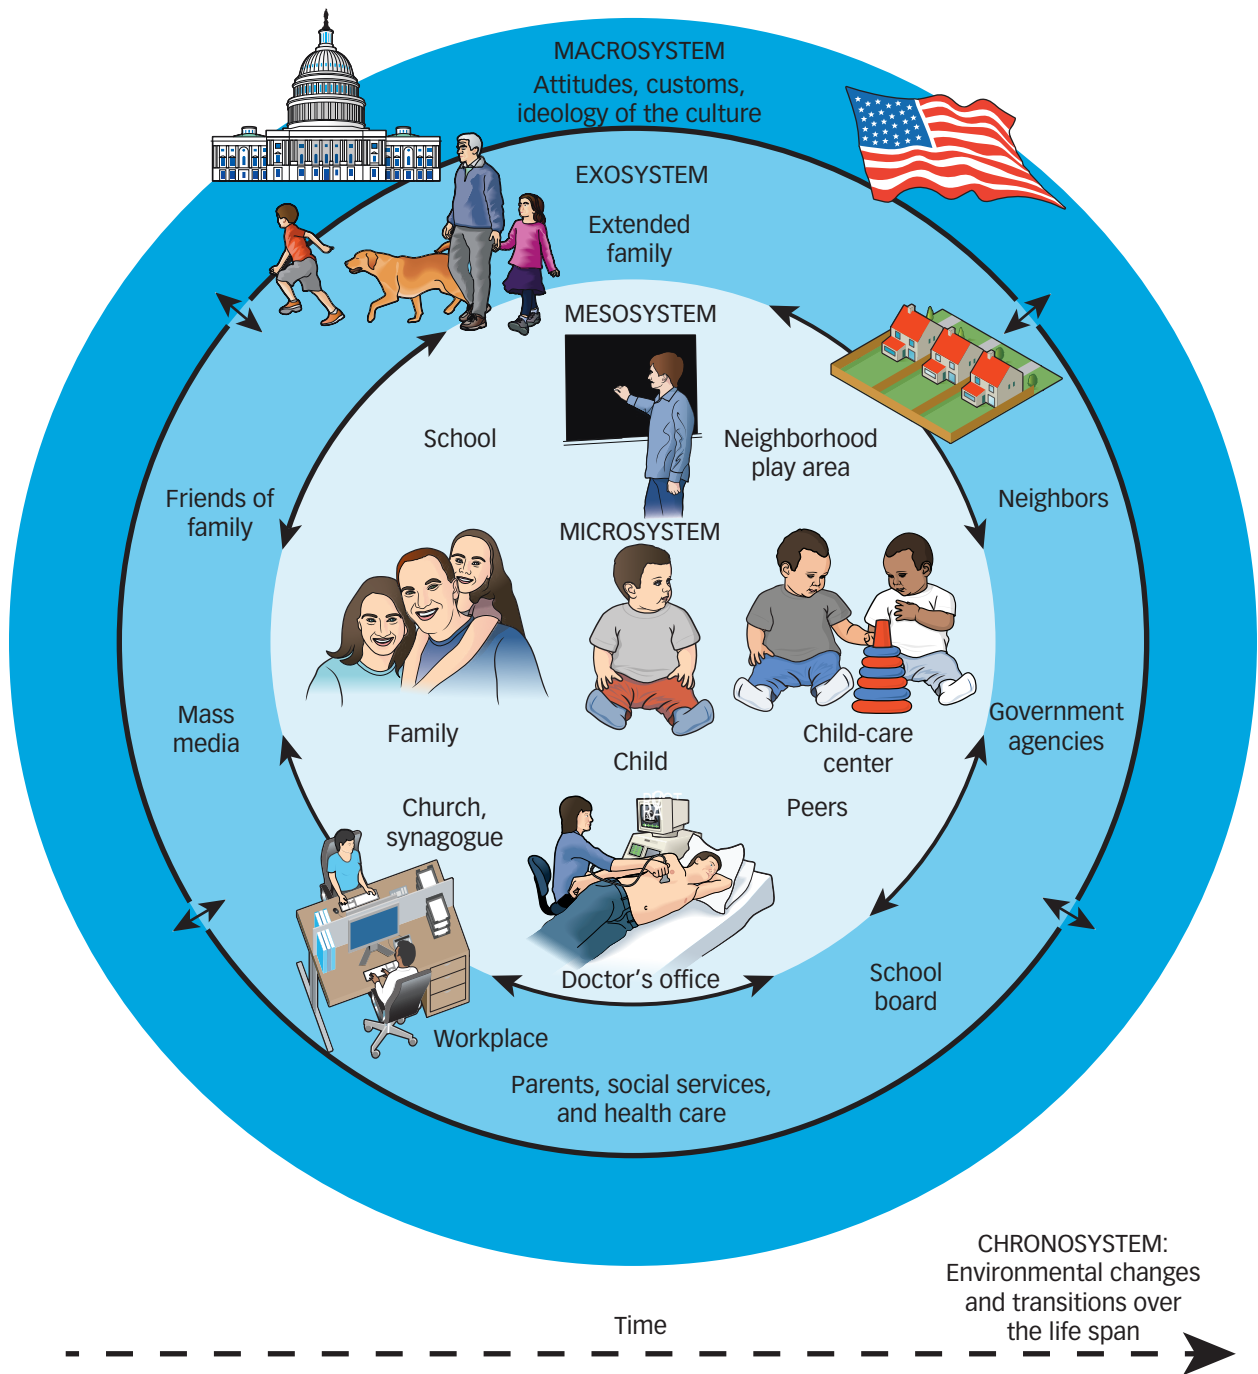 MACROSYSTEM
Attitudes, customs,
ideology of the culture
EXOSYSTEM
Extended
family
MESOSYSTEM
School
Neighborhood
play area
Friends of
family
Neighbors
MICROSYSTEM
Mass
media
Family
Child
Child-care
center
Government
agencies
Church,
synagogue
Peers
Doctor's office
School
board
Workplace
Parents, social services,
and health care
CHRONOSYSTEM:
Environmental changes
and transitions over
the life span
Time